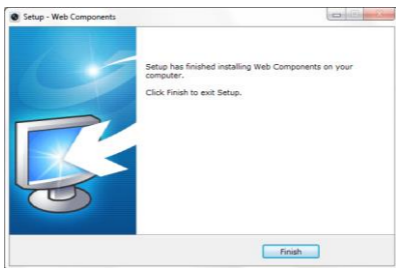 Setup - Web Components
Setup has finished installing Web Components on your
computer.
Click Finish to exit Setup.
Finish